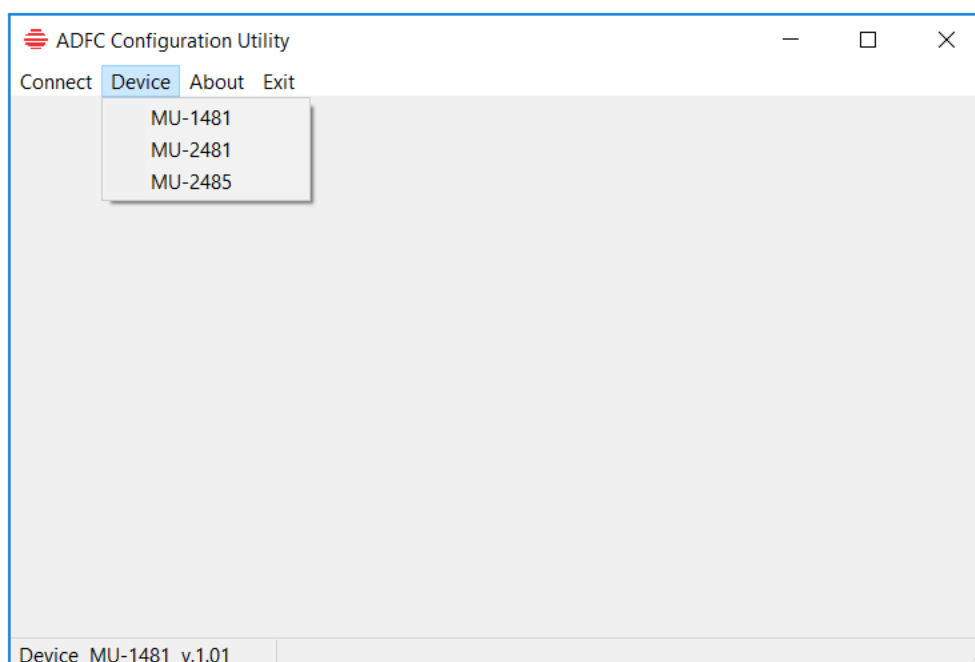 ADFC Configuration Utility
Connect Device About Exit
MU-1481
MU-2481
MU-2485
Device MU-1481 v.1.01